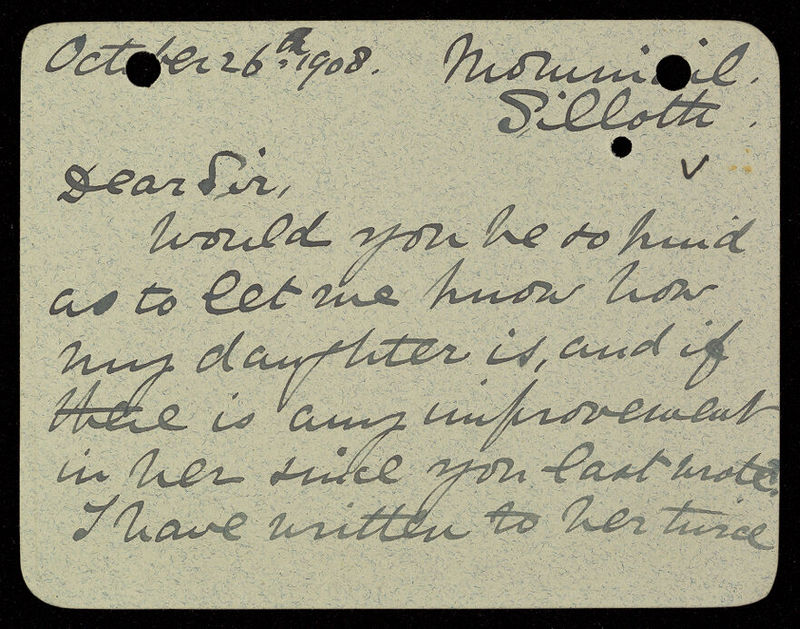 October 26th 1908.
Silloth.
Dear Sir,
Would you be so kind
as to let me know how
my daughter is, and if
there is any improvement
in her since you last wrote.
I have written to her twice